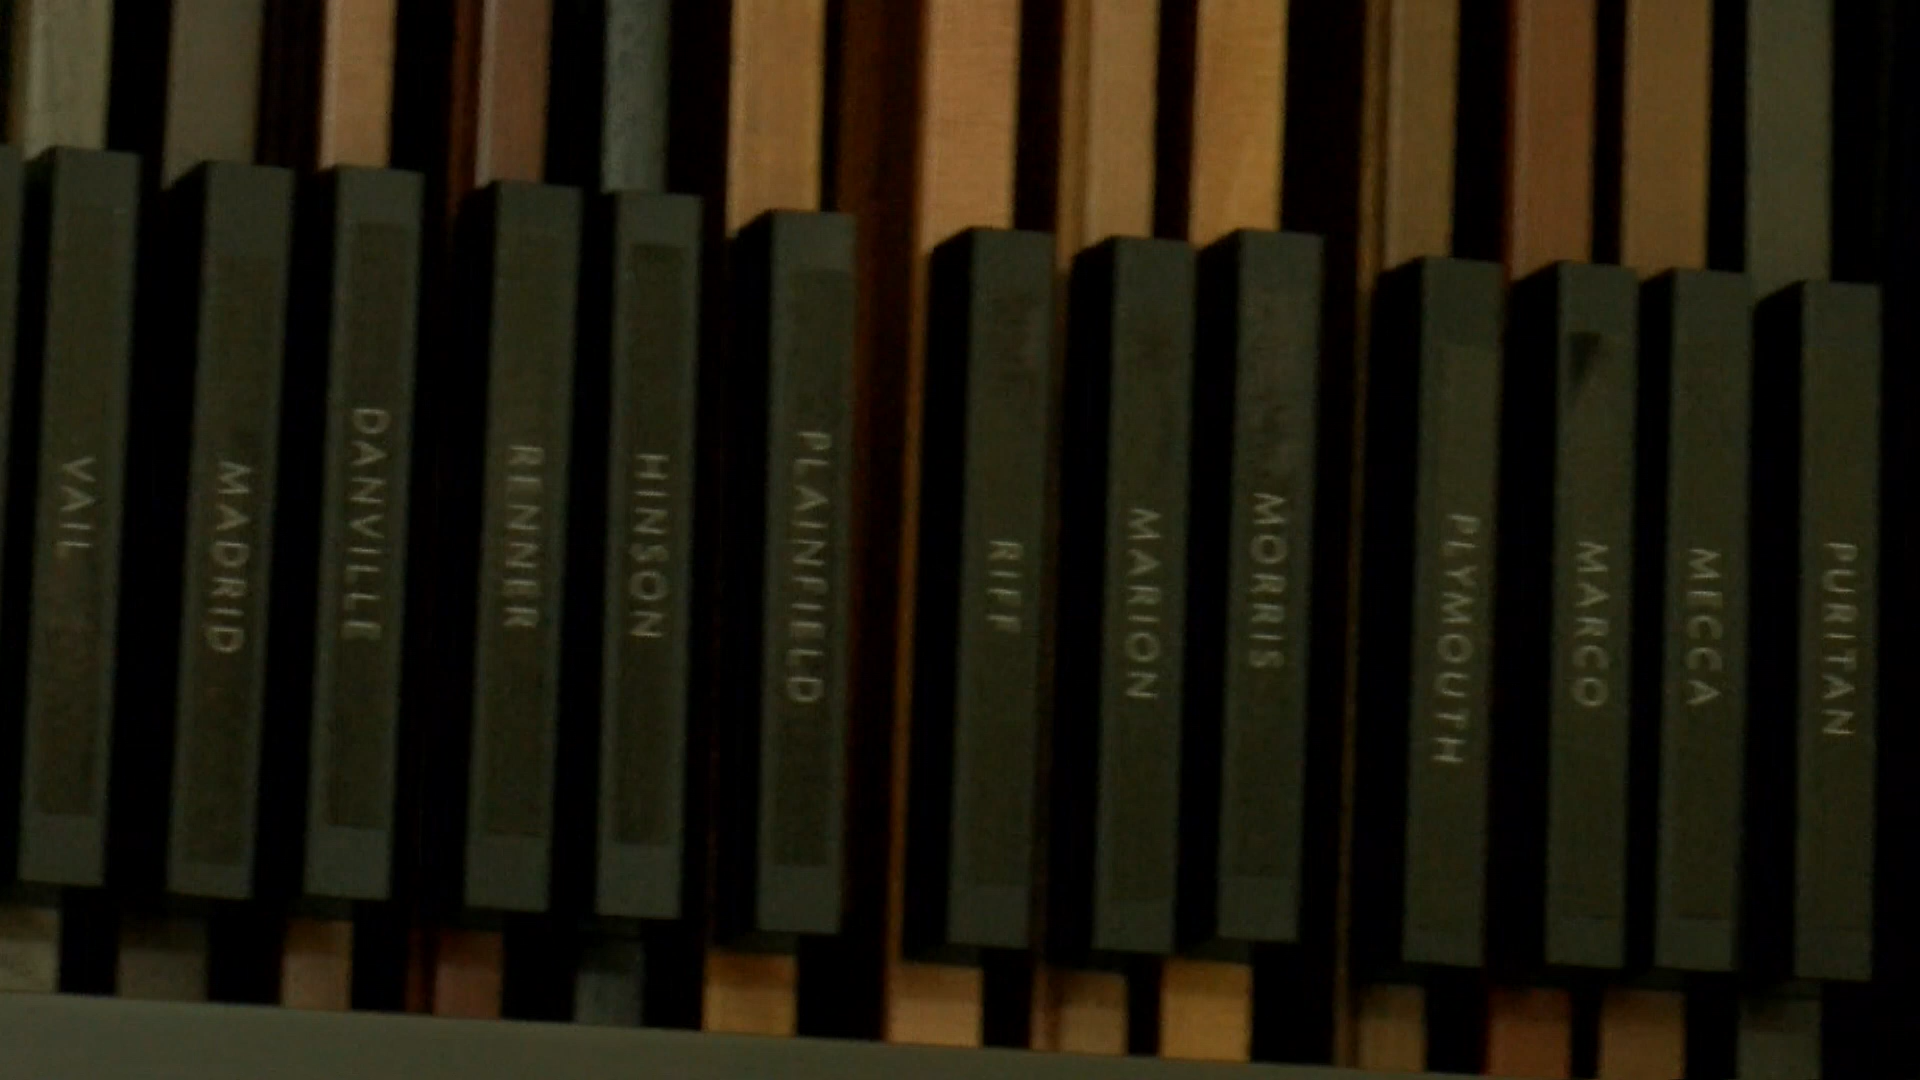 VAIL
MADRID
DANVILLE
RENNER
HINSON
PLAINFIELD
RIFF
MARION
MORRIS
PLYMOUTH
MARCO
MECCA
PURITAN